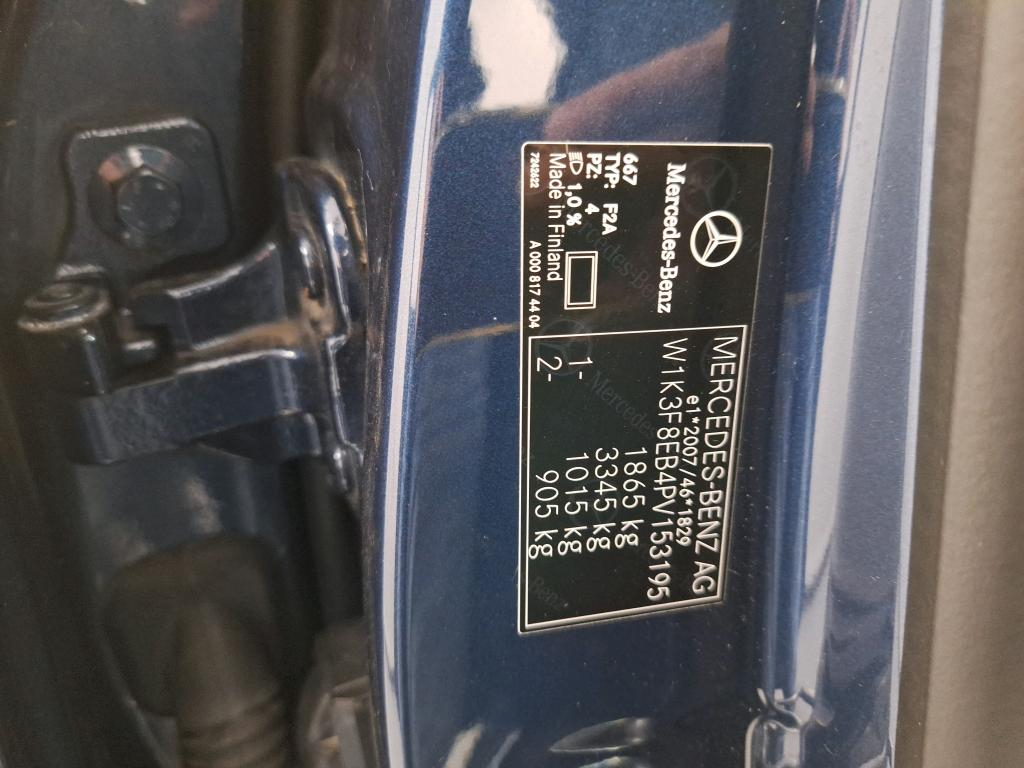 Mercedes-Benz
667
TYP: F2A
PZ: 4
1,0 %
Made in Finland
7242622 A 000 817 44 04
MERCEDES-BENZ AG
e1*2007/46*1829
W1K3F8EB4PV153195
1865 kg
3345 kg
1- 1015 kg
2- 905 kg